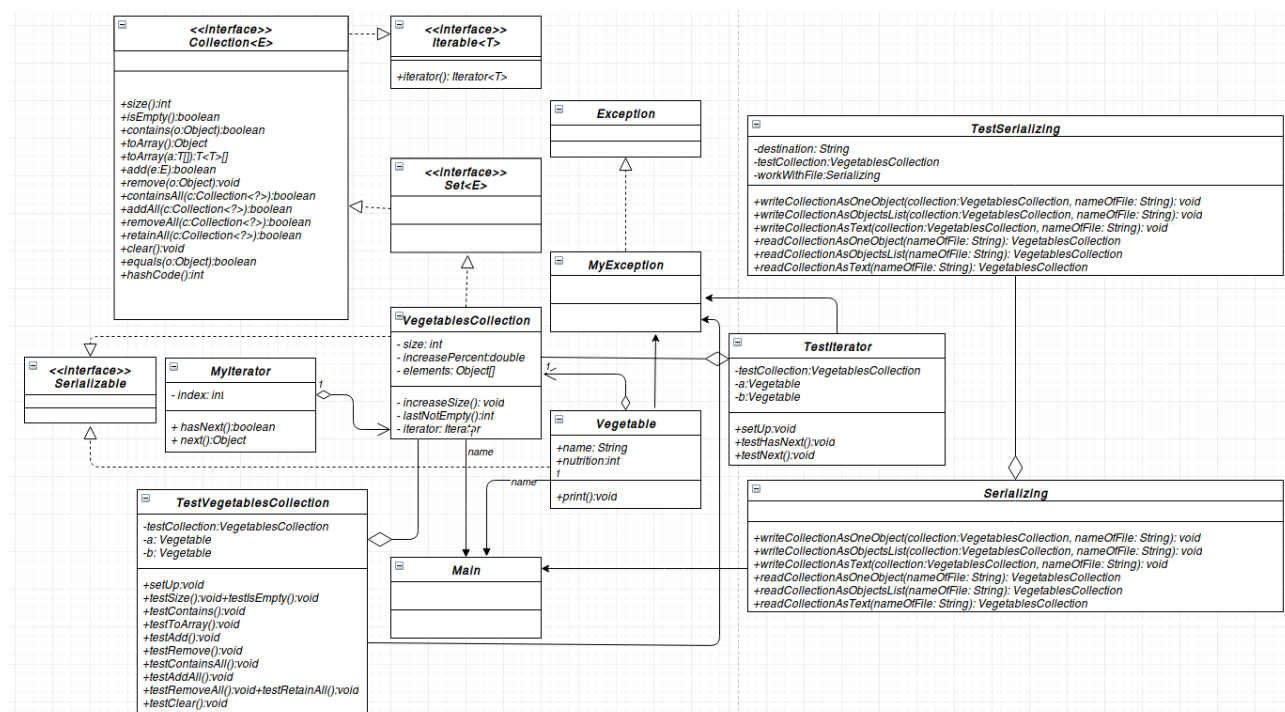 <<interface>>
Collection<E>
+size():int
+isEmpty():boolean
+contains(o:Object):boolean
+toArray():Object
+toArray(a:T[]):T<T>[]
+add(e:E):boolean
+remove(o:Object):void
+containsAll(c:Collection<?>):boolean
+addAll(c:Collection<?>):boolean
+removeAll(c:Collection<?>):boolean
+retainAll(c:Collection<?>):boolean
+clear():void
+equals(o:Object):boolean
+hashCode():int
<<interface>>
Iterable<T>
+iterator(): Iterator<T>
Exception
<<interface>>
Set<E>
MyException
TestSerializing
-destination: String
-testCollection:VegetablesCollection
-workWithFile:Serializing
+writeCollectionAsOneObject(collection:VegetablesCollection, nameOfFile: String): void
+writeCollectionAsObjectsList(collection:VegetablesCollection, nameOfFile: String): void
+writeCollectionAsText(collection:VegetablesCollection, nameOfFile: String): void
+readCollectionAsOneObject(nameOfFile: String): VegetablesCollection
+readCollectionAsObjectsList(nameOfFile: String): VegetablesCollection
+readCollectionAsText(nameOfFile: String): VegetablesCollection
<<interface>>
Serializable
MyIterator
- index: int
+ hasNext():boolean
+ next():Object
1
VegetablesCollection
- size: int
- increasePercent:double
- elements: Object[]
- increaseSize(): void
- lastNotEmpty():int
- iterator: Iterator
1
name
1
Vegetable
+name: String
+nutrition:int
1
+print():void
name
TestIterator
-testCollection:VegetablesCollection
-a:Vegetable
-b:Vegetable
+setUp:void
+testHasNext():void
+testNext():void
TestVegetablesCollection
-testCollection:VegetablesCollection
-a: Vegetable
-b: Vegetable
+setUp:void
+testSize():void+testIsEmpty():void
+testContains():void
+testToArray():void
+testAdd():void
+testRemove():void
+testContainsAll():void
+testAddAll():void
+testRemoveAll():void+testRetainAll():void
+testClear():void
Main
Serializing
+writeCollectionAsOneObject(collection:VegetablesCollection, nameOfFile: String): void
+writeCollectionAsObjectsList(collection:VegetablesCollection, nameOfFile: String): void
+writeCollectionAsText(collection:VegetablesCollection, nameOfFile: String): void
+readCollectionAsOneObject(nameOfFile: String): VegetablesCollection
+readCollectionAsObjectsList(nameOfFile: String): VegetablesCollection
+readCollectionAsText(nameOfFile: String): VegetablesCollection